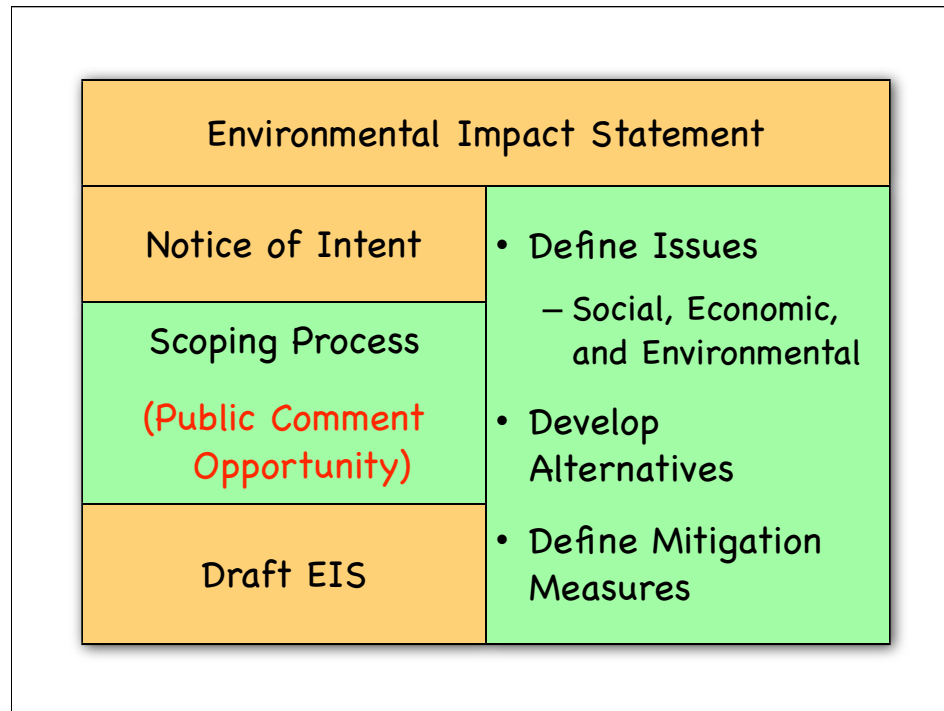 Environmental Impact Statement
Notice of Intent
Scoping Process
(Public Comment
Opportunity)
Draft EIS
• Define Issues
– Social, Economic,
and Environmental
• Develop
Alternatives
• Define Mitigation
Measures